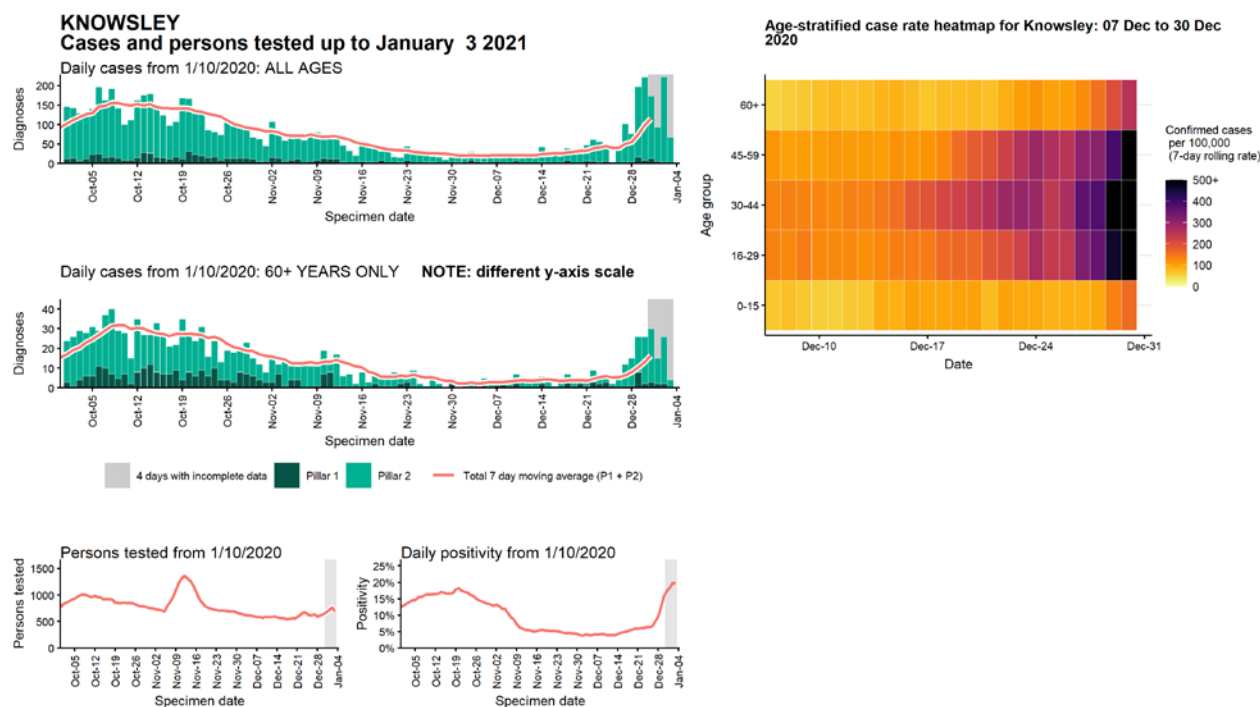 KNOWSLEY
Cases and persons tested up to January 3 2021
Daily cases from 1/10/2020: ALL AGES
Diagnoses
200
150
100
50
0
Oct-05
Oct-12
Oct-19
Oct-26
Nov-02
Nov-09
Nov-16
Nov-23
Nov-30
Dec-07
Dec-14
Dec-21
Dec-28
Jan-04
Specimen date
Daily cases from 1/10/2020: 60+ YEARS ONLY NOTE: different y-axis scale
Diagnoses
40
30
20
10
0
Oct-05
Oct-12
Oct-19
Oct-26
Nov-02
Nov-09
Nov-16
Nov-23
Nov-30
Dec-07
Dec-14
Dec-21
Dec-28
Jan-04
Specimen date
4 days with incomplete data Pillar 1 Pillar 2 Total 7 day moving average (P1 + P2)
Persons tested from 1/10/2020
Persons tested
1500
1000
500
0
Oct-05
Oct-12
Oct-19
Oct-26
Nov-02
Nov-09
Nov-16
Nov-23
Nov-30
Dec-07
Dec-14
Dec-21
Dec-28
Jan-04
Specimen date
Daily positivity from 1/10/2020
Positivity
25%
20%
15%
10%
5%
0%
Oct-05
Oct-12
Oct-19
Oct-26
Nov-02
Nov-09
Nov-16
Nov-23
Nov-30
Dec-07
Dec-14
Dec-21
Dec-28
Jan-04
Specimen date
Age-stratified case rate heatmap for Knowsley: 07 Dec to 30 Dec
2020
Age group
60+
45-59
30-44
16-29
0-15
Dec-10
Dec-17
Dec-24
Dec-31
Date
Confirmed cases
per 100,000
(7-day rolling rate)
500+
400
300
200
100
0